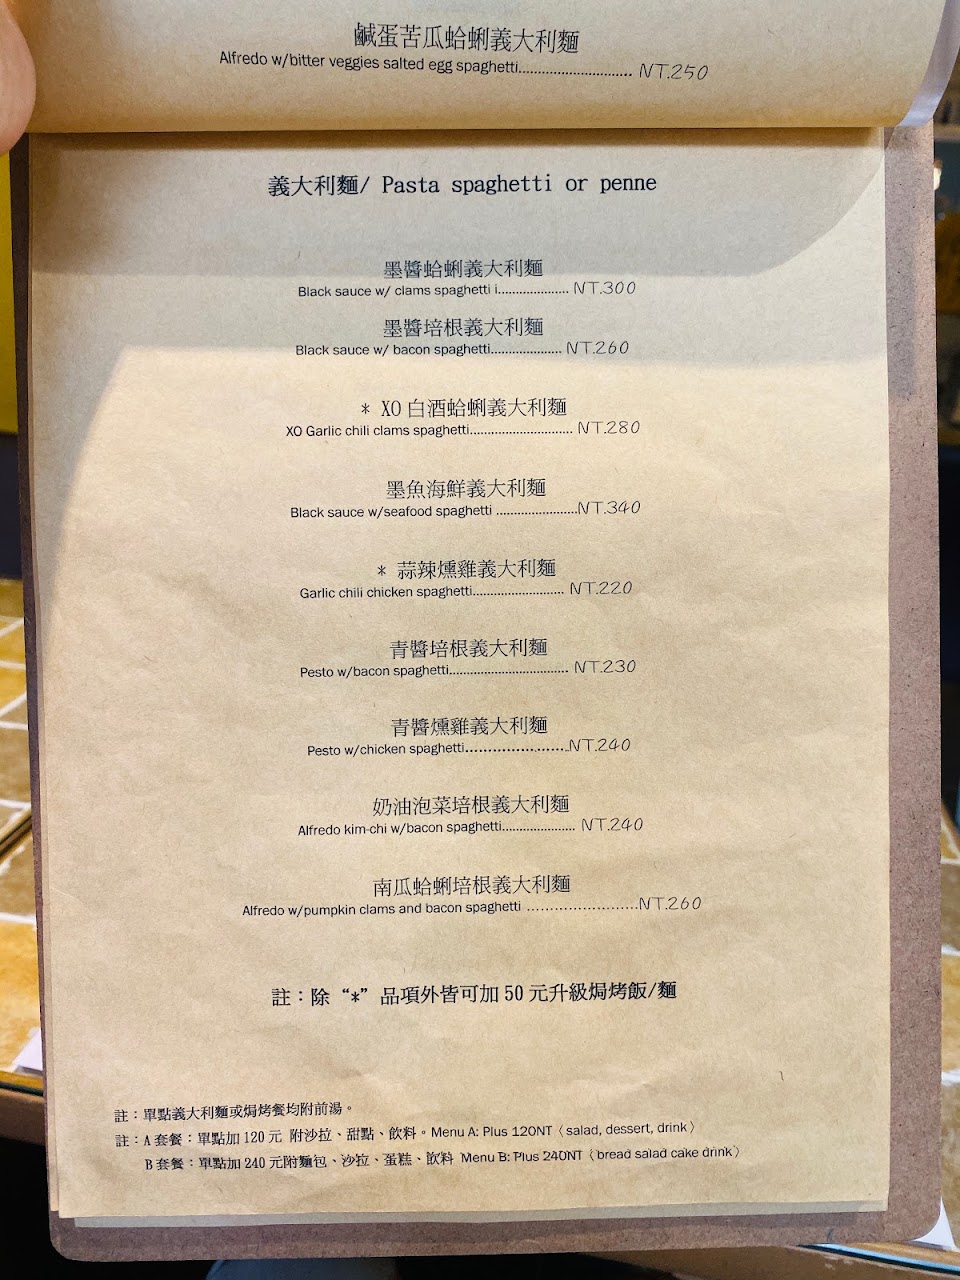 鹹蛋苦瓜蛤蜊義大利麵
Alfredo w/bitter veggies salted egg spaghetti............................ NT.250
義大利麵/ Pasta spaghetti or penne
墨醬蛤蜊義大利麵
Black sauce w/ clams spaghetti i.................... NT.300
墨醬培根義大利麵
Black sauce w/ bacon spaghetti.................... NT.260
* XO 白酒蛤蜊義大利麵
XO Garlic chili clams spaghetti............................. NT.280
墨魚海鮮義大利麵
Black sauce w/seafood spaghetti .......................NT.340
* 蒜辣燻雞義大利麵
Garlic chili chicken spaghetti.......................... NT.220
青醬培根義大利麵
Pesto w/bacon spaghetti.................................. NT.230
青醬燻雞義大利麵
Pesto w/chicken spaghetti.......................NT.240
奶油泡菜培根義大利麵
Alfredo kim-chi w/bacon spaghetti..................... NT.240
南瓜蛤蜊培根義大利麵
Alfredo w/pumpkin clams and bacon spaghetti ........................NT.260
註：除“*”品項外皆可加 50 元升級焗烤飯/麵
註：單點義大利麵或焗烤餐均附前湯。
註：A 套餐：單點加 120 元 附沙拉、甜點、飲料。Menu A: Plus 120NT〈salad, dessert, drink〉
B 套餐：單點加 240 元附麵包、沙拉、蛋糕、飲料 Menu B: Plus 240NT〈bread salad cake drink〉